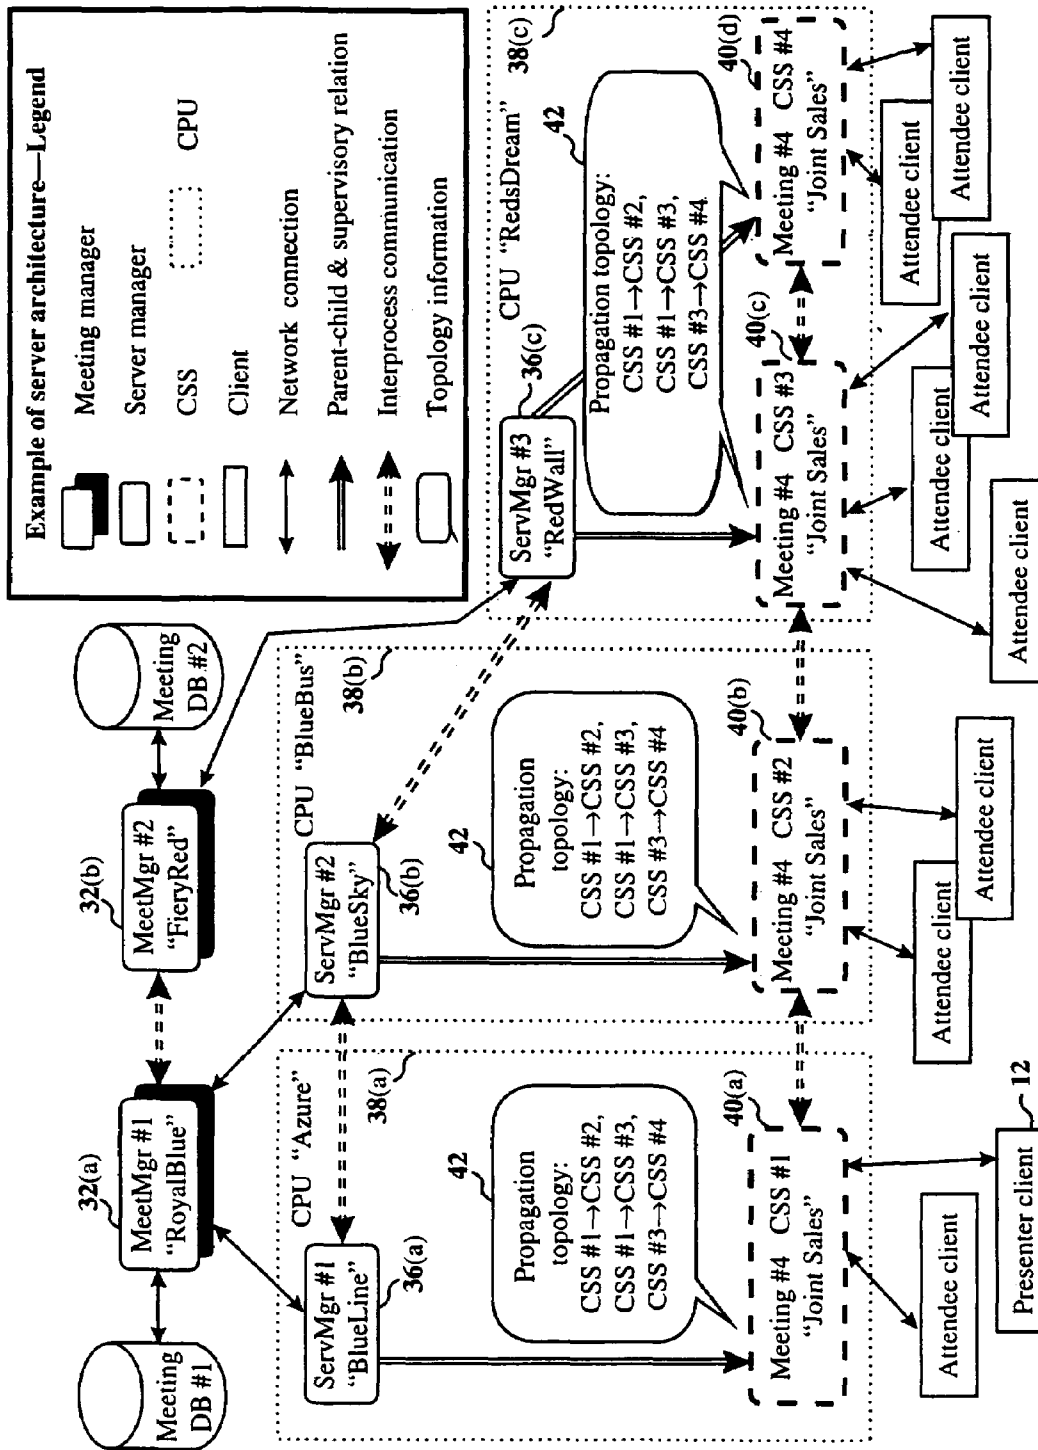 Example of server architecture—Legend
Meeting manager
Server manager
CSS
CPU
Client
Network connection
Parent-child & supervisory relation
Interprocess communication
Topology information
Meeting
DB #1
32(a)
MeetMgr #1
“RoyalBlue”
32(b)
MeetMgr #2
“FieryRed”
Meeting
DB #2
CPU “Azure”
38(a)
ServMgr #1
“BlueLine”
36(a)
42
Propagation
topology:
CSS #1→CSS #2,
CSS #1→CSS #3,
CSS #3→CSS #4
40(a)
Meeting #4 CSS #1
“Joint Sales”
Attendee client
Presenter client
12
CPU “BlueBus”
38(b)
ServMgr #2
“BlueSky”
36(b)
42
Propagation
topology:
CSS #1→CSS #2,
CSS #1→CSS #3,
CSS #3→CSS #4
40(b)
Meeting #4 CSS #2
“Joint Sales”
Attendee client
Attendee client
CPU “RedsDream”
38(c)
ServMgr #3
“RedWall”
36(c)
42
Propagation topology:
CSS #1→CSS #2,
CSS #1→CSS #3,
CSS #3→CSS #4
40(c)
Meeting #4 CSS #3
“Joint Sales”
40(d)
Meeting #4 CSS #4
“Joint Sales”
Attendee client
Attendee client
Attendee client
Attendee client
Attendee client